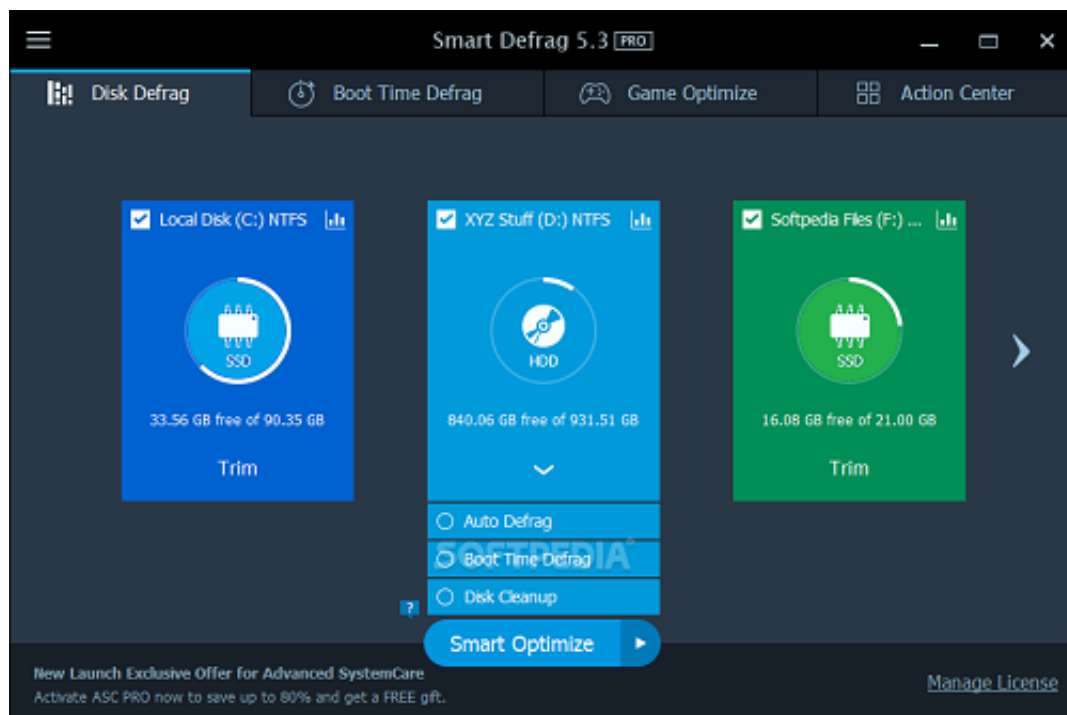 Smart Defrag 5.3 PRO
Disk Defrag
Boot Time Defrag
Game Optimize
Action Center
Local Disk (C:) NTFS
SSD
33.56 GB free of 90.35 GB
Trim
XYZ Stuff (D:) NTFS
HDD
840.06 GB free of 931.51 GB
Softpedia Files (F:) ...
SSD
16.08 GB free of 21.00 GB
Trim
Auto Defrag
SOFTPEDIA®
Boot Time Defrag
Disk Cleanup
?
Smart Optimize
New Launch Exclusive Offer for Advanced SystemCare
Activate ASC PRO now to save up to 80% and get a FREE gift.
Manage License